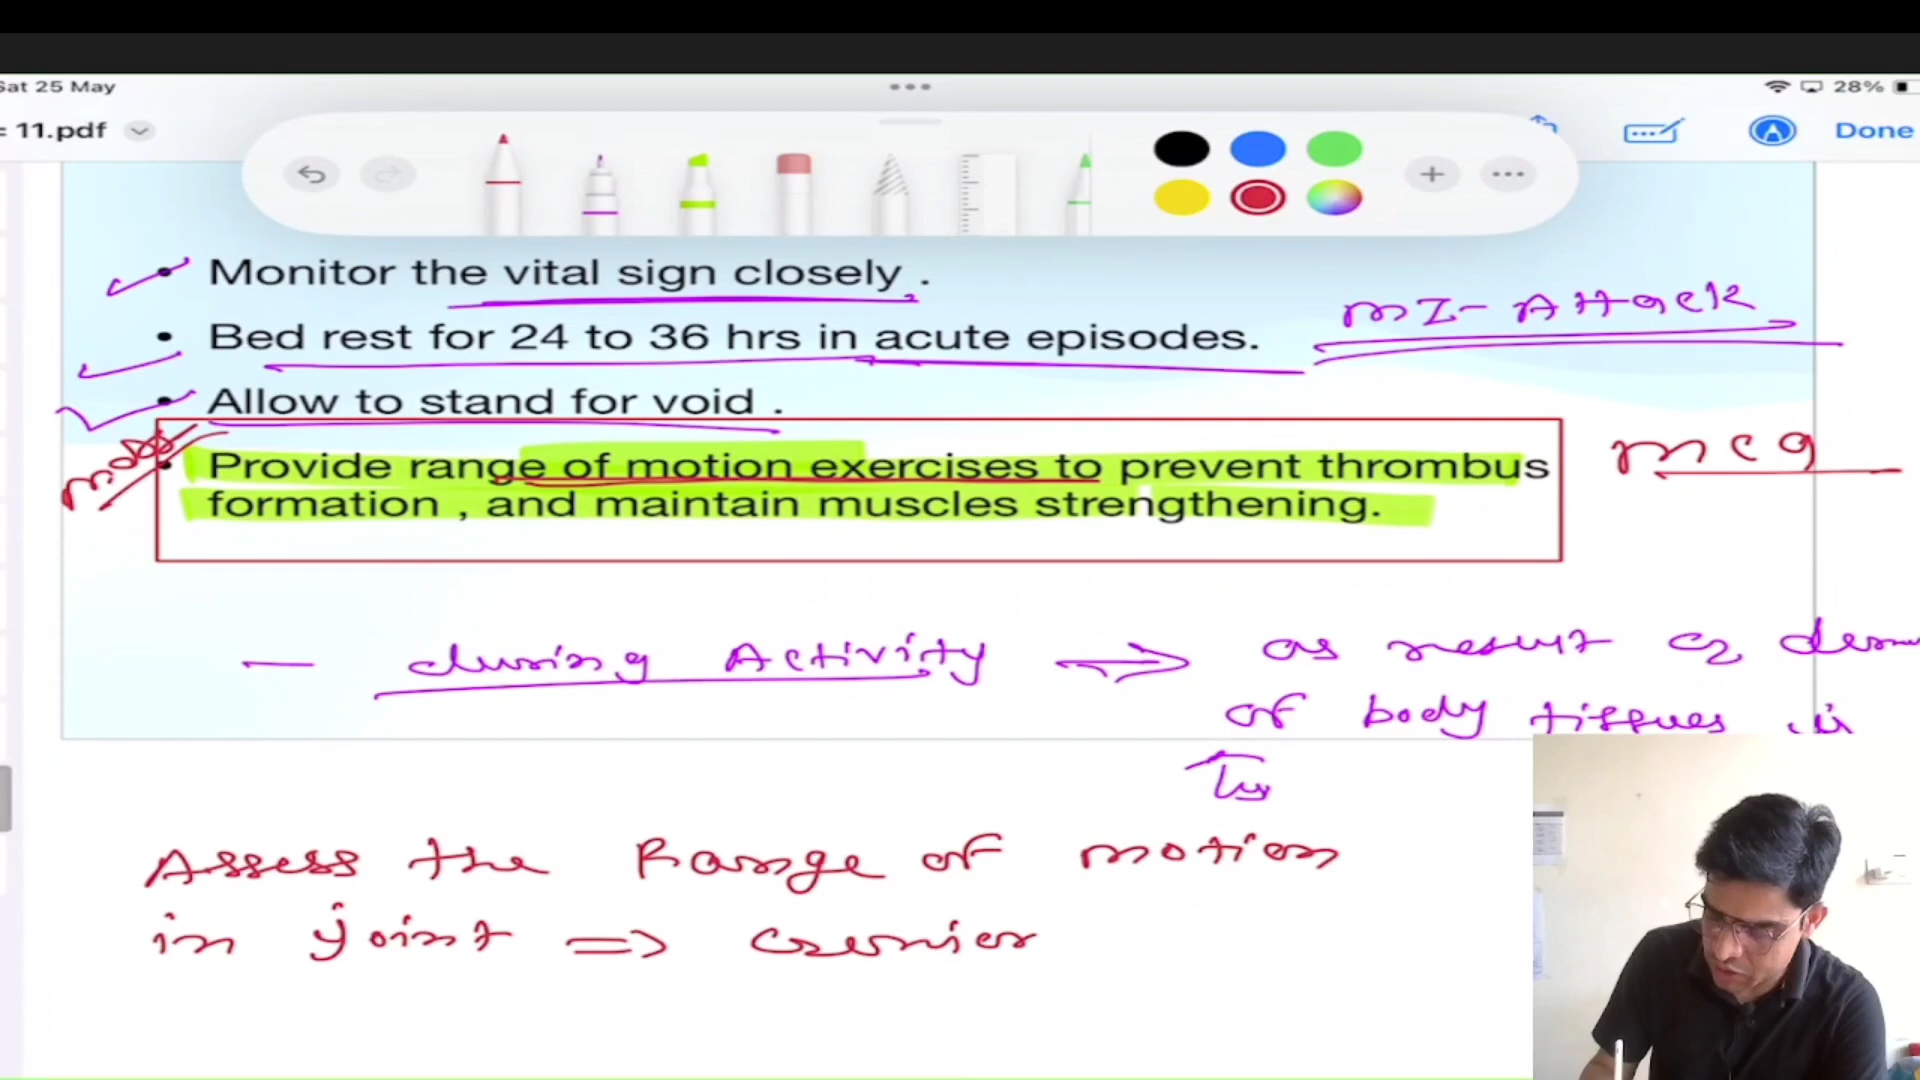 Sat 25 May
28%
= 11.pdf
Done
Monitor the vital sign closely .
Bed rest for 24 to 36 hrs in acute episodes.
MI - Attack
Allow to stand for void .
Provide range of motion exercises to prevent thrombus
mcq
formation , and maintain muscles strengthening.
- during Activity ⇒ as result of
of body tissues is
Assess the Range of motion
in joint =>